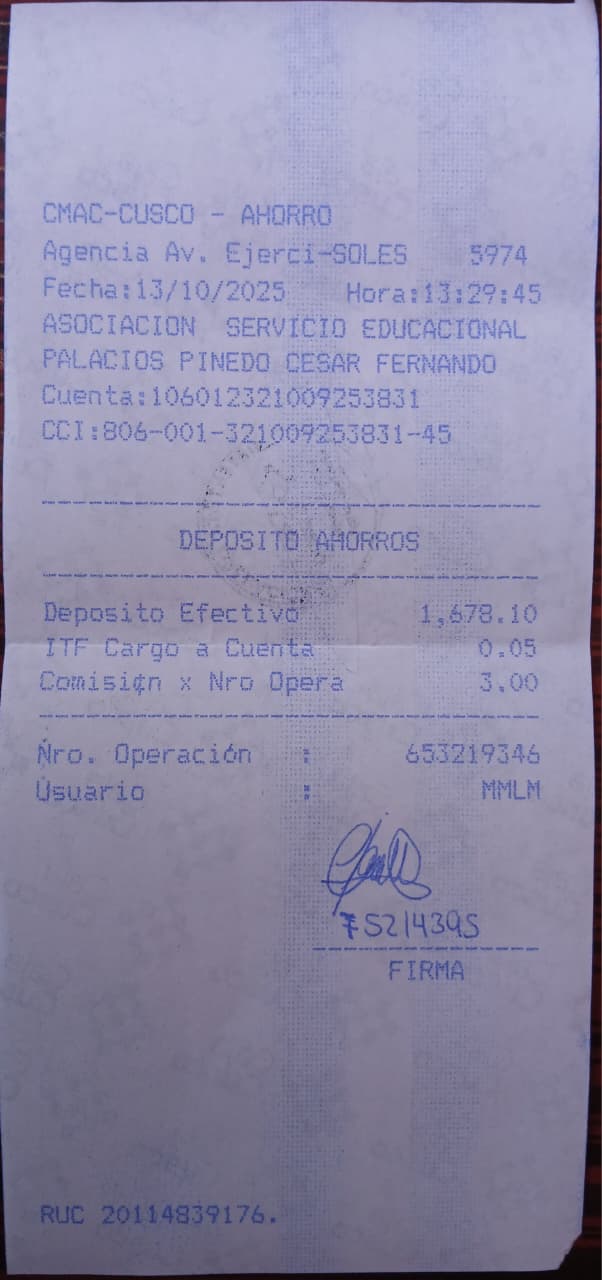 CMAC-CUSCO - AHORRO
Agencia Av. Ejerci-SOLES 5974
Fecha:13/10/2025 Hora:13:29:45
ASOCIACION SERVICIO EDUCACIONAL
PALACIOS PINEDO CESAR FERNANDO
Cuenta:106012321009253831
CCI:806-001-321009253831-45
DEPOSITO AHORROS
Deposito Efectivo 1,678.10
ITF Cargo a Cuenta 0.05
Comisi¢n x Nro Opera 3.00
Nro. Operación : 653219346
Usuario : MMLM
75214395
FIRMA
RUC 20114839176.